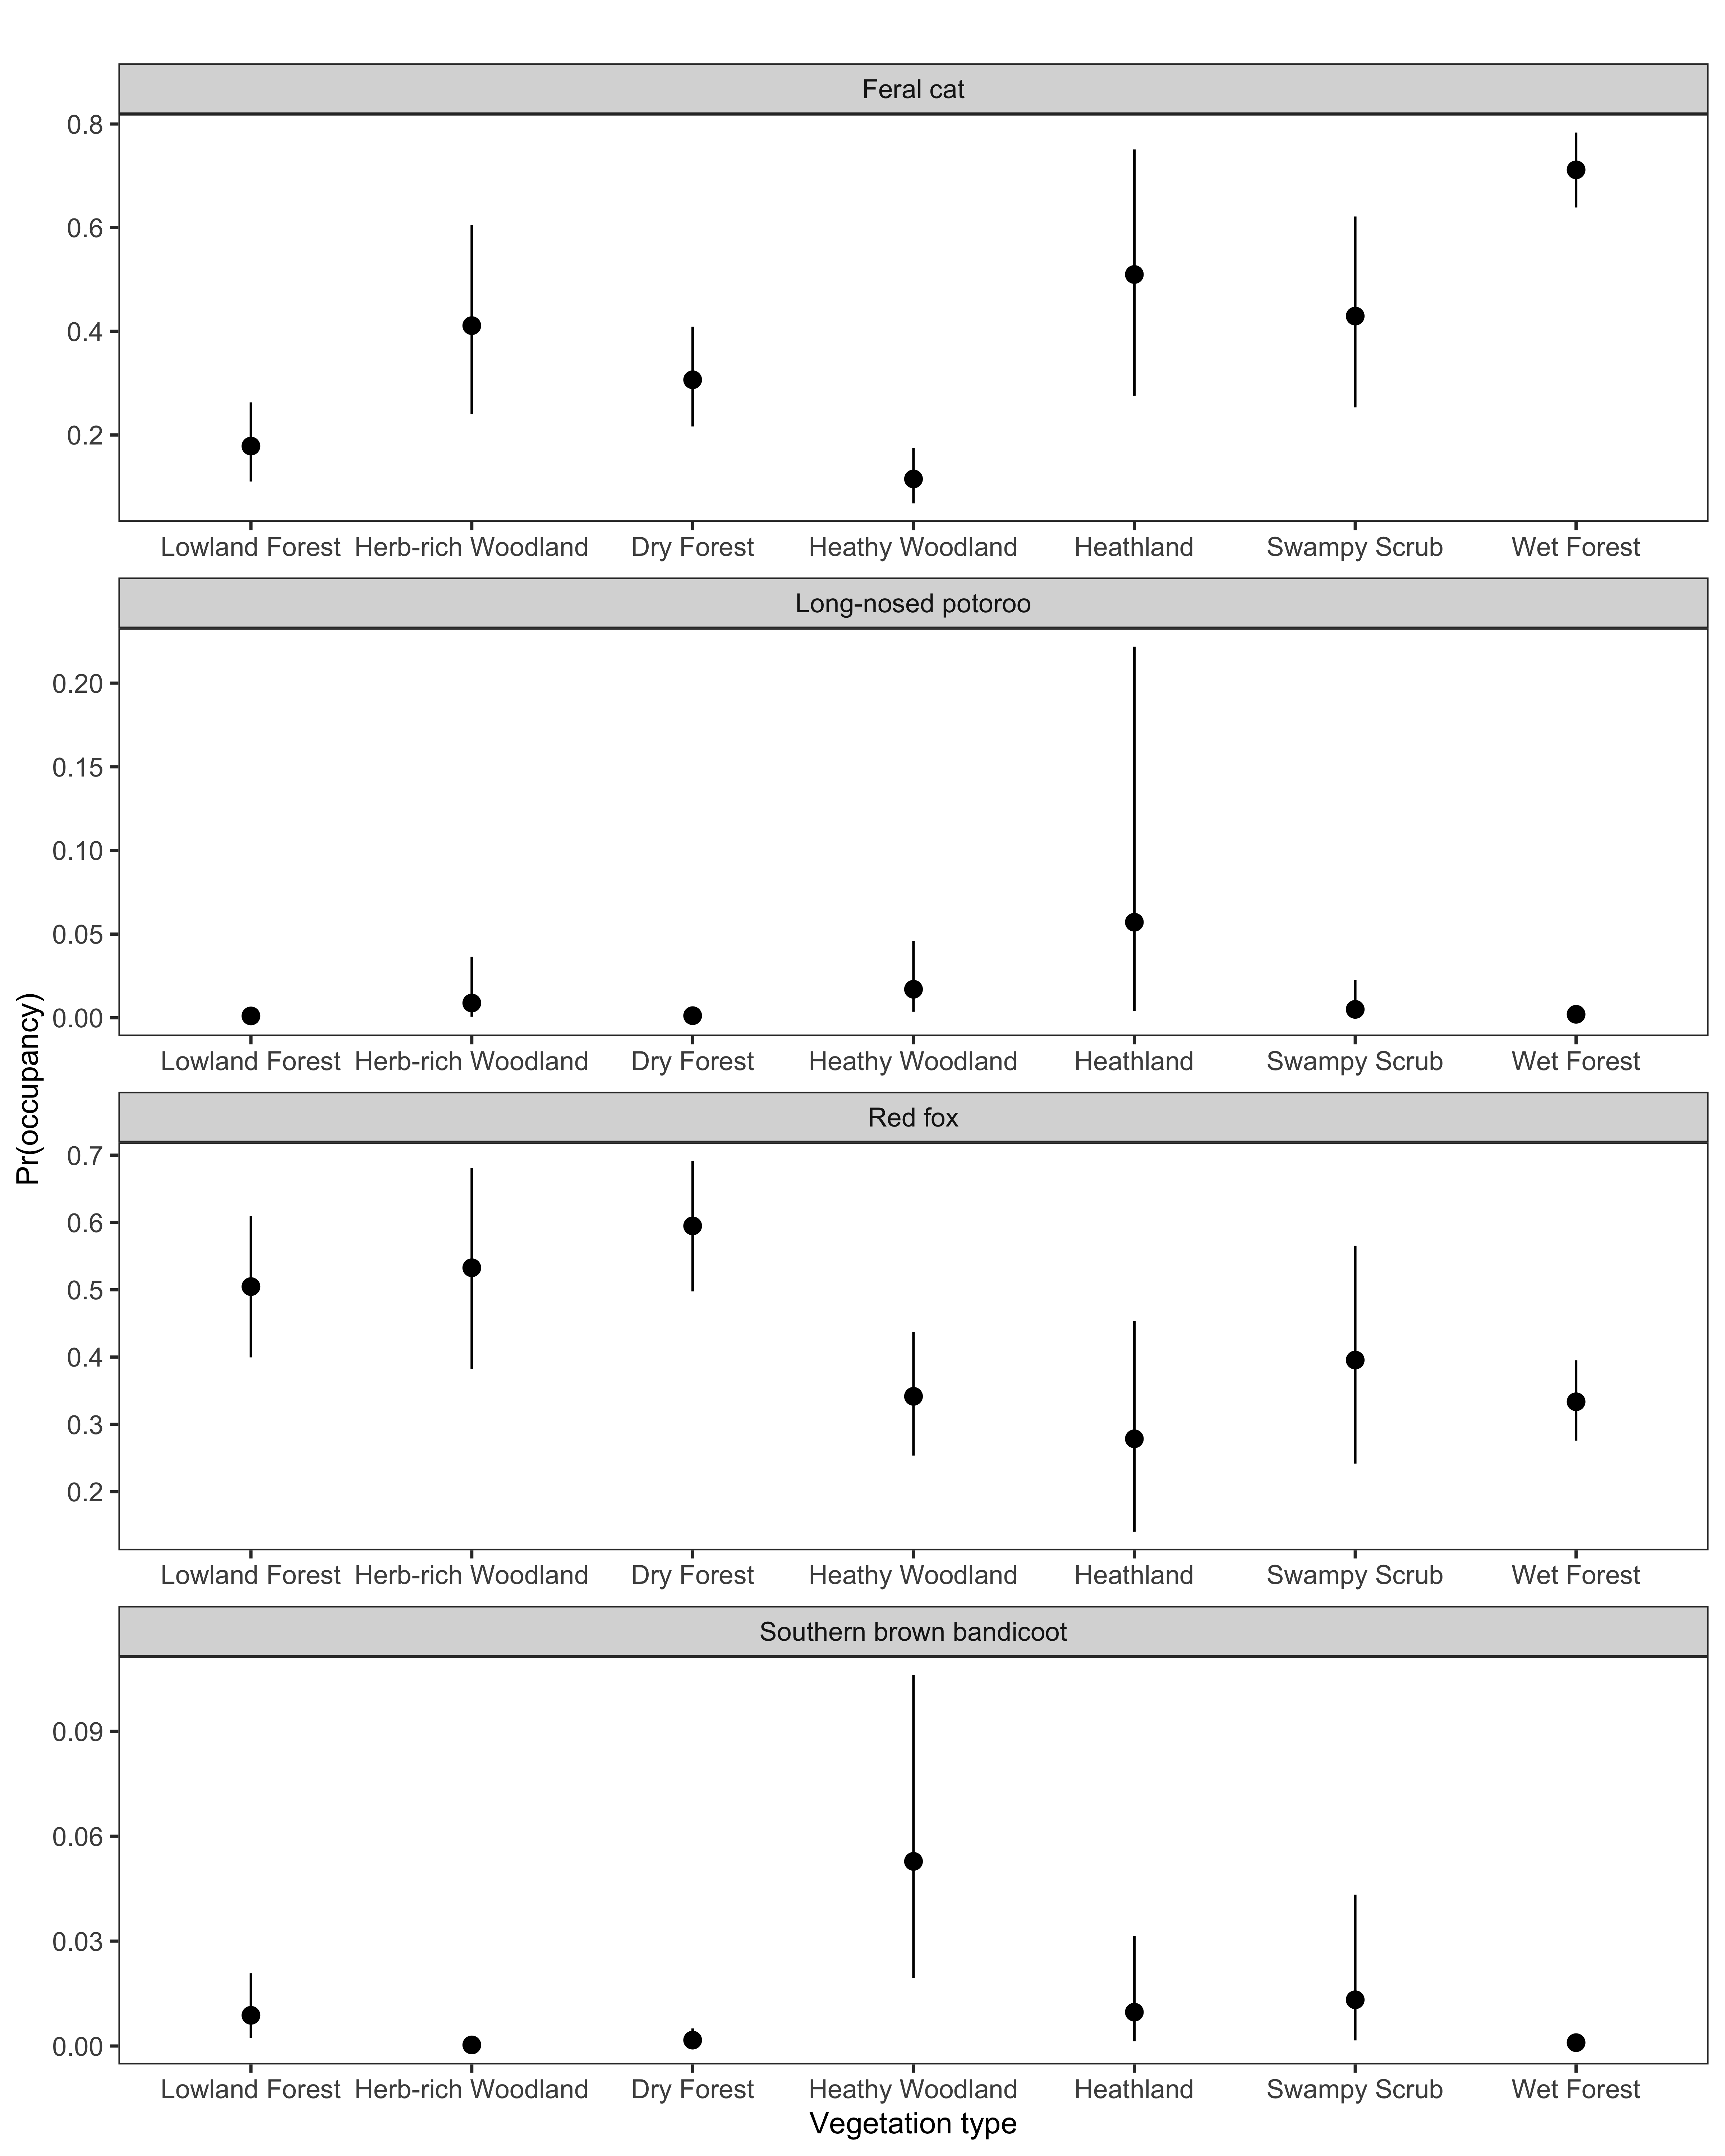 Feral cat
0.8
0.6
0.4
0.2
Lowland Forest Herb-rich Woodland Dry Forest Heathy Woodland Heathland Swampy Scrub Wet Forest
Long-nosed potoroo
0.20
0.15
0.10
0.05
0.00
Lowland Forest Herb-rich Woodland Dry Forest Heathy Woodland Heathland Swampy Scrub Wet Forest
Pr(occupancy)
Red fox
0.7
0.6
0.5
0.4
0.3
0.2
Lowland Forest Herb-rich Woodland Dry Forest Heathy Woodland Heathland Swampy Scrub Wet Forest
Southern brown bandicoot
0.09
0.06
0.03
0.00
Lowland Forest Herb-rich Woodland Dry Forest Heathy Woodland Heathland Swampy Scrub Wet Forest
Vegetation type